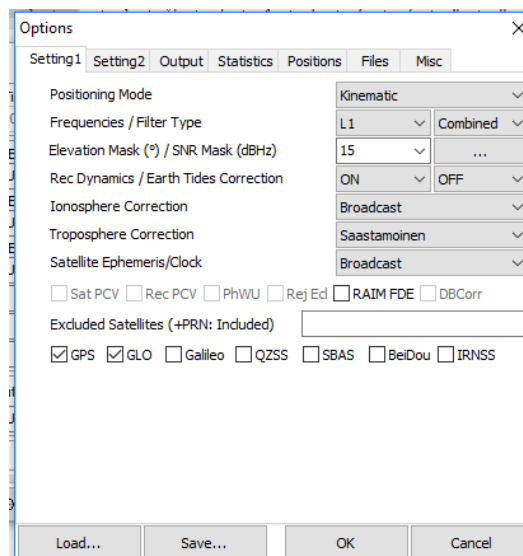 Options
Setting1 Setting2 Output Statistics Positions Files Misc
Positioning Mode Kinematic
Frequencies / Filter Type L1 Combined
Elevation Mask (°) / SNR Mask (dBHz) 15 ...
Rec Dynamics / Earth Tides Correction ON OFF
Ionosphere Correction Broadcast
Troposphere Correction Saastamoinen
Satellite Ephemeris/Clock Broadcast
Sat PCV Rec PCV PhWU Rej Ecl RAIM FDE DBCorr
Excluded Satellites (+PRN: Included)
GPS GLO Galileo QZSS SBAS BeiDou IRNSS
Load... Save... OK Cancel